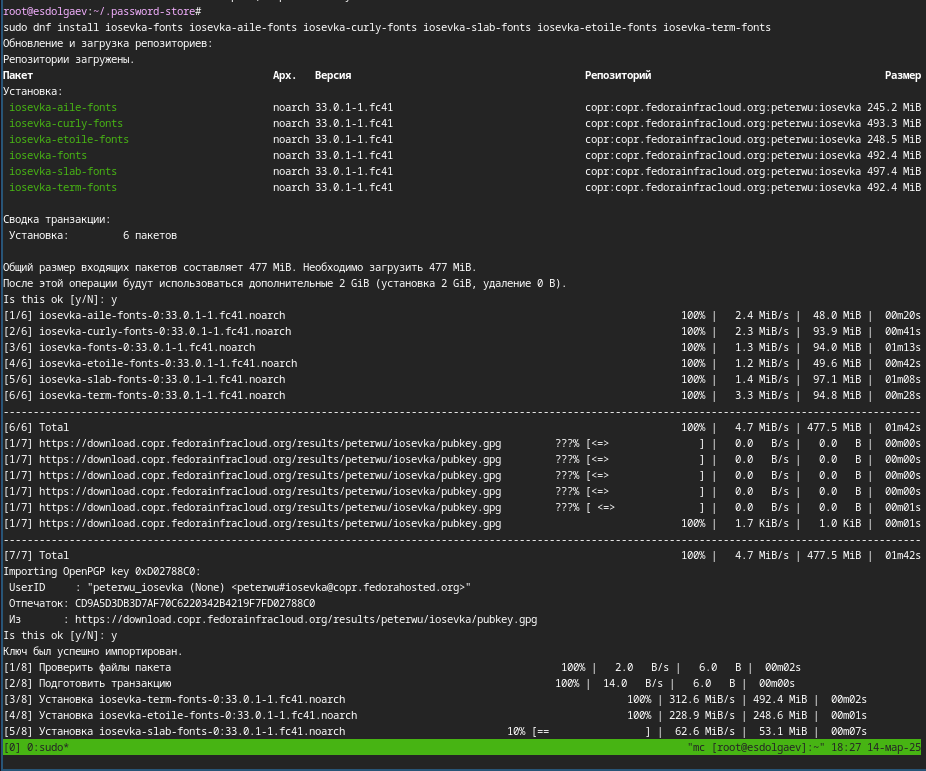 root@esdolgaev:~/.password-store#
sudo dnf install iosevka-fonts iosevka-aile-fonts iosevka-curly-fonts iosevka-slab-fonts iosevka-etoile-fonts iosevka-term-fonts
Обновление и загрузка репозиториев:
Репозитории загружены.
Пакет Арх. Версия Репозиторий Размер
Установка:
iosevka-aile-fonts noarch 33.0.1-1.fc41 copr:copr.fedorainfracloud.org:peterwu:iosevka 245.2 MiB
iosevka-curly-fonts noarch 33.0.1-1.fc41 copr:copr.fedorainfracloud.org:peterwu:iosevka 493.3 MiB
iosevka-etoile-fonts noarch 33.0.1-1.fc41 copr:copr.fedorainfracloud.org:peterwu:iosevka 248.5 MiB
iosevka-fonts noarch 33.0.1-1.fc41 copr:copr.fedorainfracloud.org:peterwu:iosevka 492.4 MiB
iosevka-slab-fonts noarch 33.0.1-1.fc41 copr:copr.fedorainfracloud.org:peterwu:iosevka 497.4 MiB
iosevka-term-fonts noarch 33.0.1-1.fc41 copr:copr.fedorainfracloud.org:peterwu:iosevka 492.4 MiB
Сводка транзакции:
Установка: 6 пакетов
Общий размер входящих пакетов составляет 477 MiB. Необходимо загрузить 477 MiB.
После этой операции будут использоваться дополнительные 2 GiB (установка 2 GiB, удаление 0 B).
Is this ok [y/N]: y
[1/6] iosevka-aile-fonts-0:33.0.1-1.fc41.noarch 100% | 2.4 MiB/s | 48.0 MiB | 00m20s
[2/6] iosevka-curly-fonts-0:33.0.1-1.fc41.noarch 100% | 2.3 MiB/s | 93.9 MiB | 00m41s
[3/6] iosevka-fonts-0:33.0.1-1.fc41.noarch 100% | 1.3 MiB/s | 94.0 MiB | 01m13s
[4/6] iosevka-etoile-fonts-0:33.0.1-1.fc41.noarch 100% | 1.2 MiB/s | 49.6 MiB | 00m42s
[5/6] iosevka-slab-fonts-0:33.0.1-1.fc41.noarch 100% | 1.4 MiB/s | 97.1 MiB | 01m08s
[6/6] iosevka-term-fonts-0:33.0.1-1.fc41.noarch 100% | 3.3 MiB/s | 94.8 MiB | 00m28s
[6/6] Total 100% | 4.7 MiB/s | 477.5 MiB | 01m42s
[1/7] https://download.copr.fedorainfracloud.org/results/peterwu/iosevka/pubkey.gpg ???% [<=> ] | 0.0 B/s | 0.0 B | 00m00s
[1/7] https://download.copr.fedorainfracloud.org/results/peterwu/iosevka/pubkey.gpg ???% [<=> ] | 0.0 B/s | 0.0 B | 00m00s
[1/7] https://download.copr.fedorainfracloud.org/results/peterwu/iosevka/pubkey.gpg ???% [<=> ] | 0.0 B/s | 0.0 B | 00m00s
[1/7] https://download.copr.fedorainfracloud.org/results/peterwu/iosevka/pubkey.gpg ???% [<=> ] | 0.0 B/s | 0.0 B | 00m00s
[1/7] https://download.copr.fedorainfracloud.org/results/peterwu/iosevka/pubkey.gpg ???% [ <=> ] | 0.0 B/s | 0.0 B | 00m01s
[1/7] https://download.copr.fedorainfracloud.org/results/peterwu/iosevka/pubkey.gpg 100% | 1.7 KiB/s | 1.0 KiB | 00m01s
[7/7] Total 100% | 4.7 MiB/s | 477.5 MiB | 01m42s
Importing OpenPGP key 0xD02788C0:
UserID : "peterwu_iosevka (None) <peterwu#iosevka@copr.fedorahosted.org>"
Отпечаток: CD9A5D3DB3D7AF70C6220342B4219F7FD02788C0
Из : https://download.copr.fedorainfracloud.org/results/peterwu/iosevka/pubkey.gpg
Is this ok [y/N]: y
Ключ был успешно импортирован.
[1/8] Проверить файлы пакета 100% | 2.0 B/s | 6.0 B | 00m02s
[2/8] Подготовить транзакцию 100% | 14.0 B/s | 6.0 B | 00m00s
[3/8] Установка iosevka-term-fonts-0:33.0.1-1.fc41.noarch 100% | 312.6 MiB/s | 492.4 MiB | 00m02s
[4/8] Установка iosevka-etoile-fonts-0:33.0.1-1.fc41.noarch 100% | 228.9 MiB/s | 248.6 MiB | 00m01s
[5/8] Установка iosevka-slab-fonts-0:33.0.1-1.fc41.noarch 10% [== ] | 62.6 MiB/s | 53.1 MiB | 00m07s
[0] 0:sudo* "mc [root@esdolgaev]:~" 18:27 14-мар-25